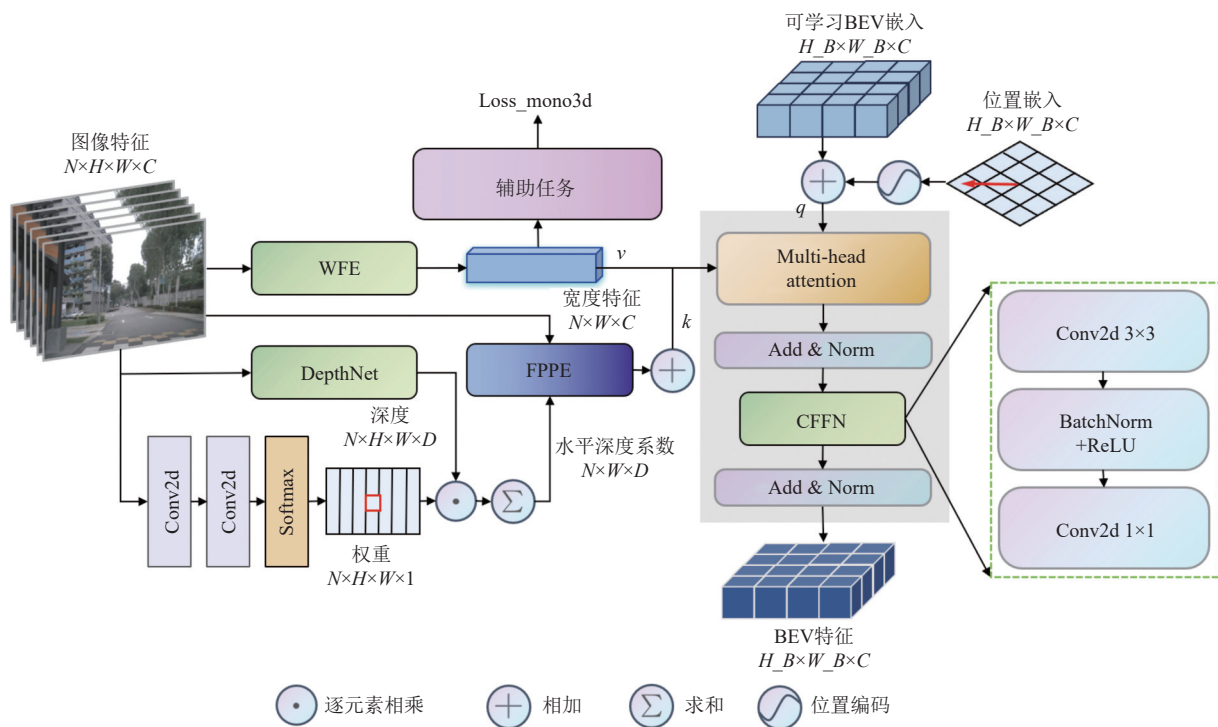 可学习BEV嵌入
H_B×W_B×C
位置嵌入
H_B×W_B×C
Loss_mono3d
图像特征
N×H×W×C
辅助任务
q
WFE
v
Multi-head
attention
宽度特征
N×W×C
k
Conv2d 3×3
Add & Norm
DepthNet
FPPE
深度
N×H×W×D
CFFN
BatchNorm
+ReLU
水平深度系数
N×W×D
Add & Norm
Conv2d
Conv2d
Softmax
Conv2d 1×1
权重
N×H×W×1
BEV特征
H_B×W_B×C
逐元素相乘
相加
求和
位置编码